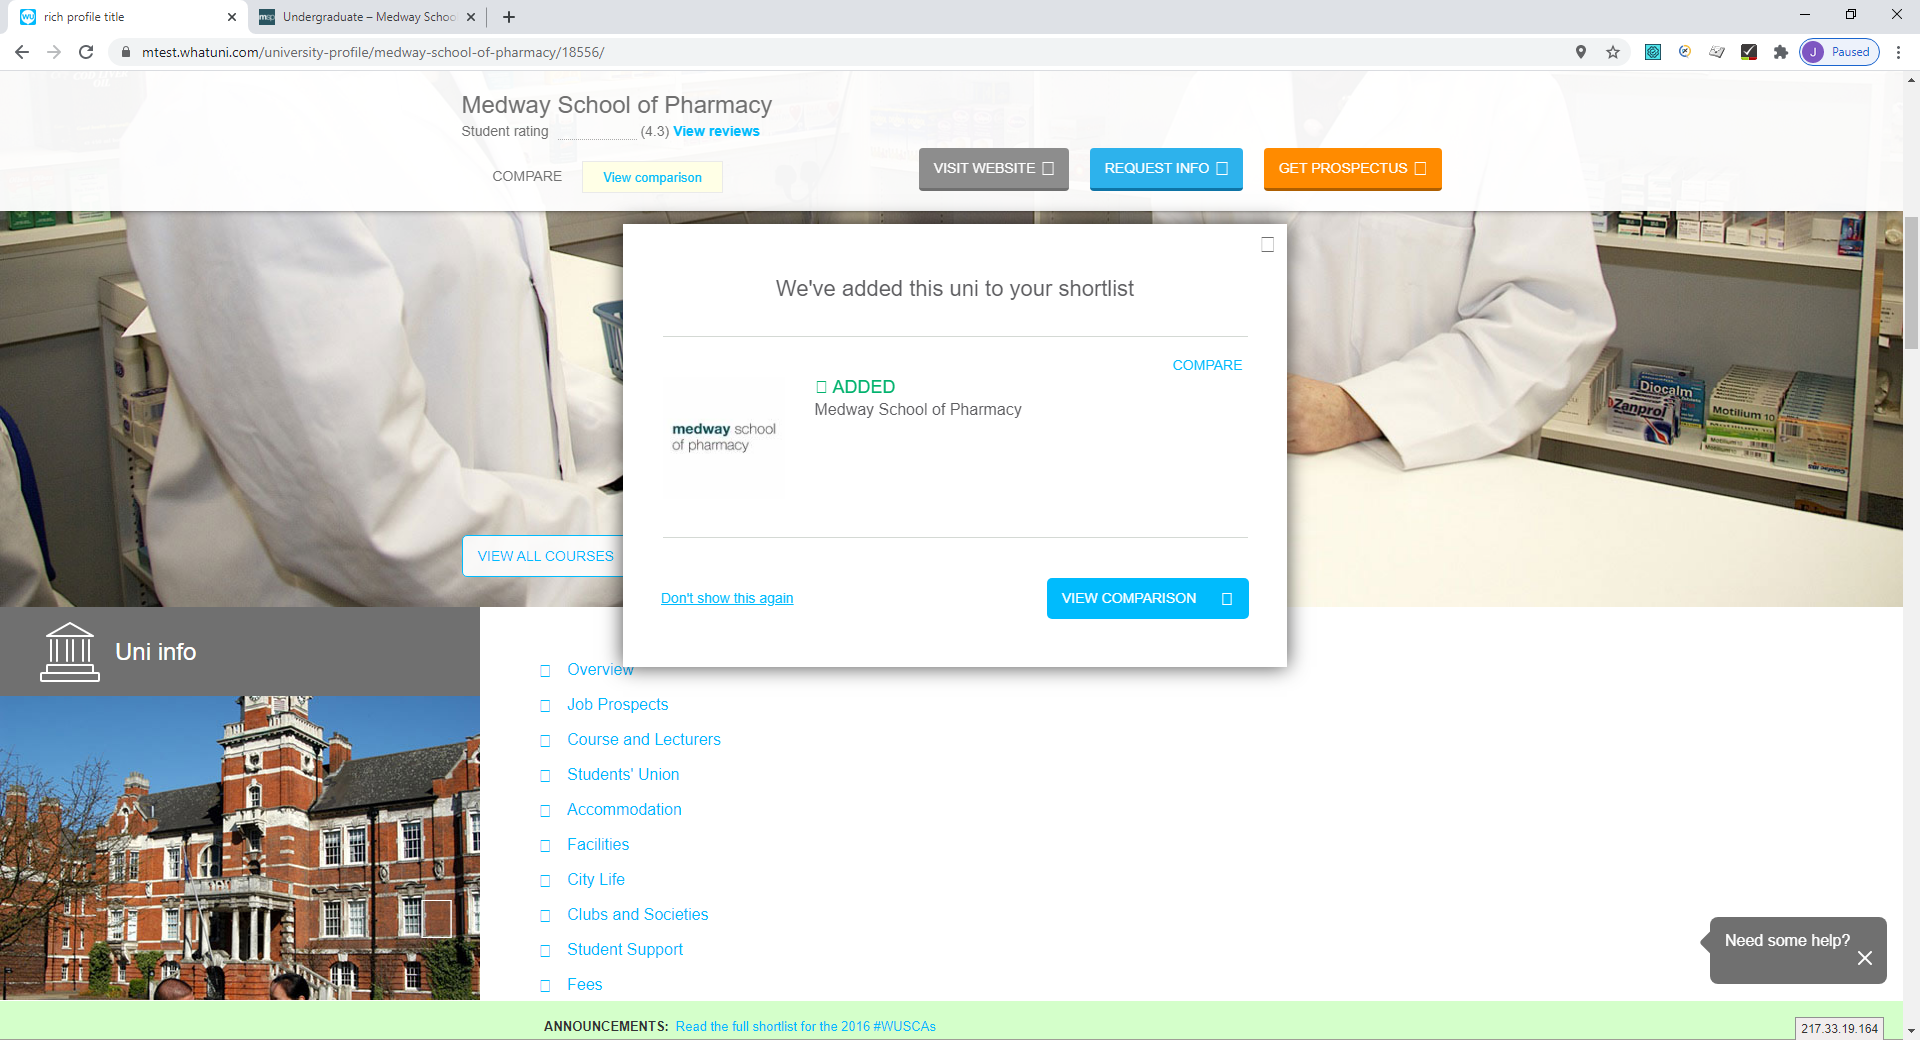 rich profile title
Undergraduate – Medway Schoo
mtest.whatuni.com/university-profile/medway-school-of-pharmacy/18556/
J Paused
Medway School of Pharmacy
Student rating (4.3) View reviews
COMPARE View comparison
VISIT WEBSITE
REQUEST INFO
GET PROSPECTUS
We've added this uni to your shortlist
COMPARE
ADDED
Medway School of Pharmacy
medway school
of pharmacy
Don't show this again
VIEW COMPARISON
Diocalm
Zanprol
Motilium 10
VIEW ALL COURSES
Uni info
Overview
Job Prospects
Course and Lecturers
Students' Union
Accommodation
Facilities
City Life
Clubs and Societies
Student Support
Fees
Need some help?
ANNOUNCEMENTS: Read the full shortlist for the 2016 #WUSCAs
217.33.19.164